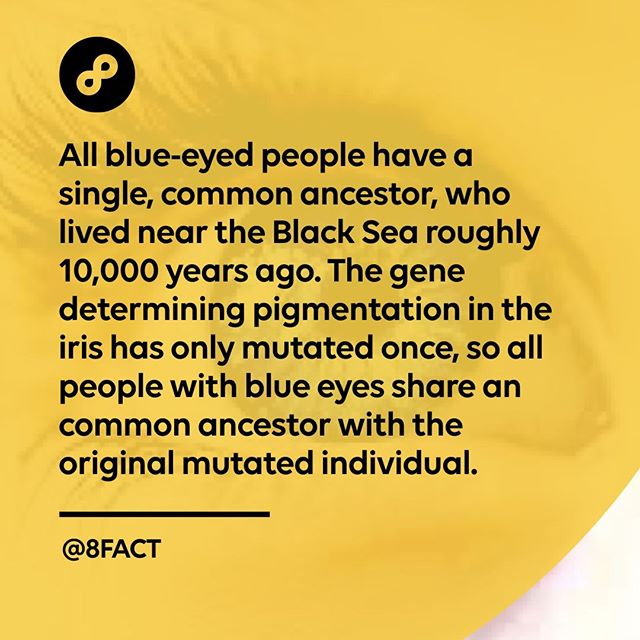 All blue-eyed people have a
single, common ancestor, who
lived near the Black Sea roughly
10,000 years ago. The gene
determining pigmentation in the
iris has only mutated once, so all
people with blue eyes share an
common ancestor with the
original mutated individual.
@8FACT